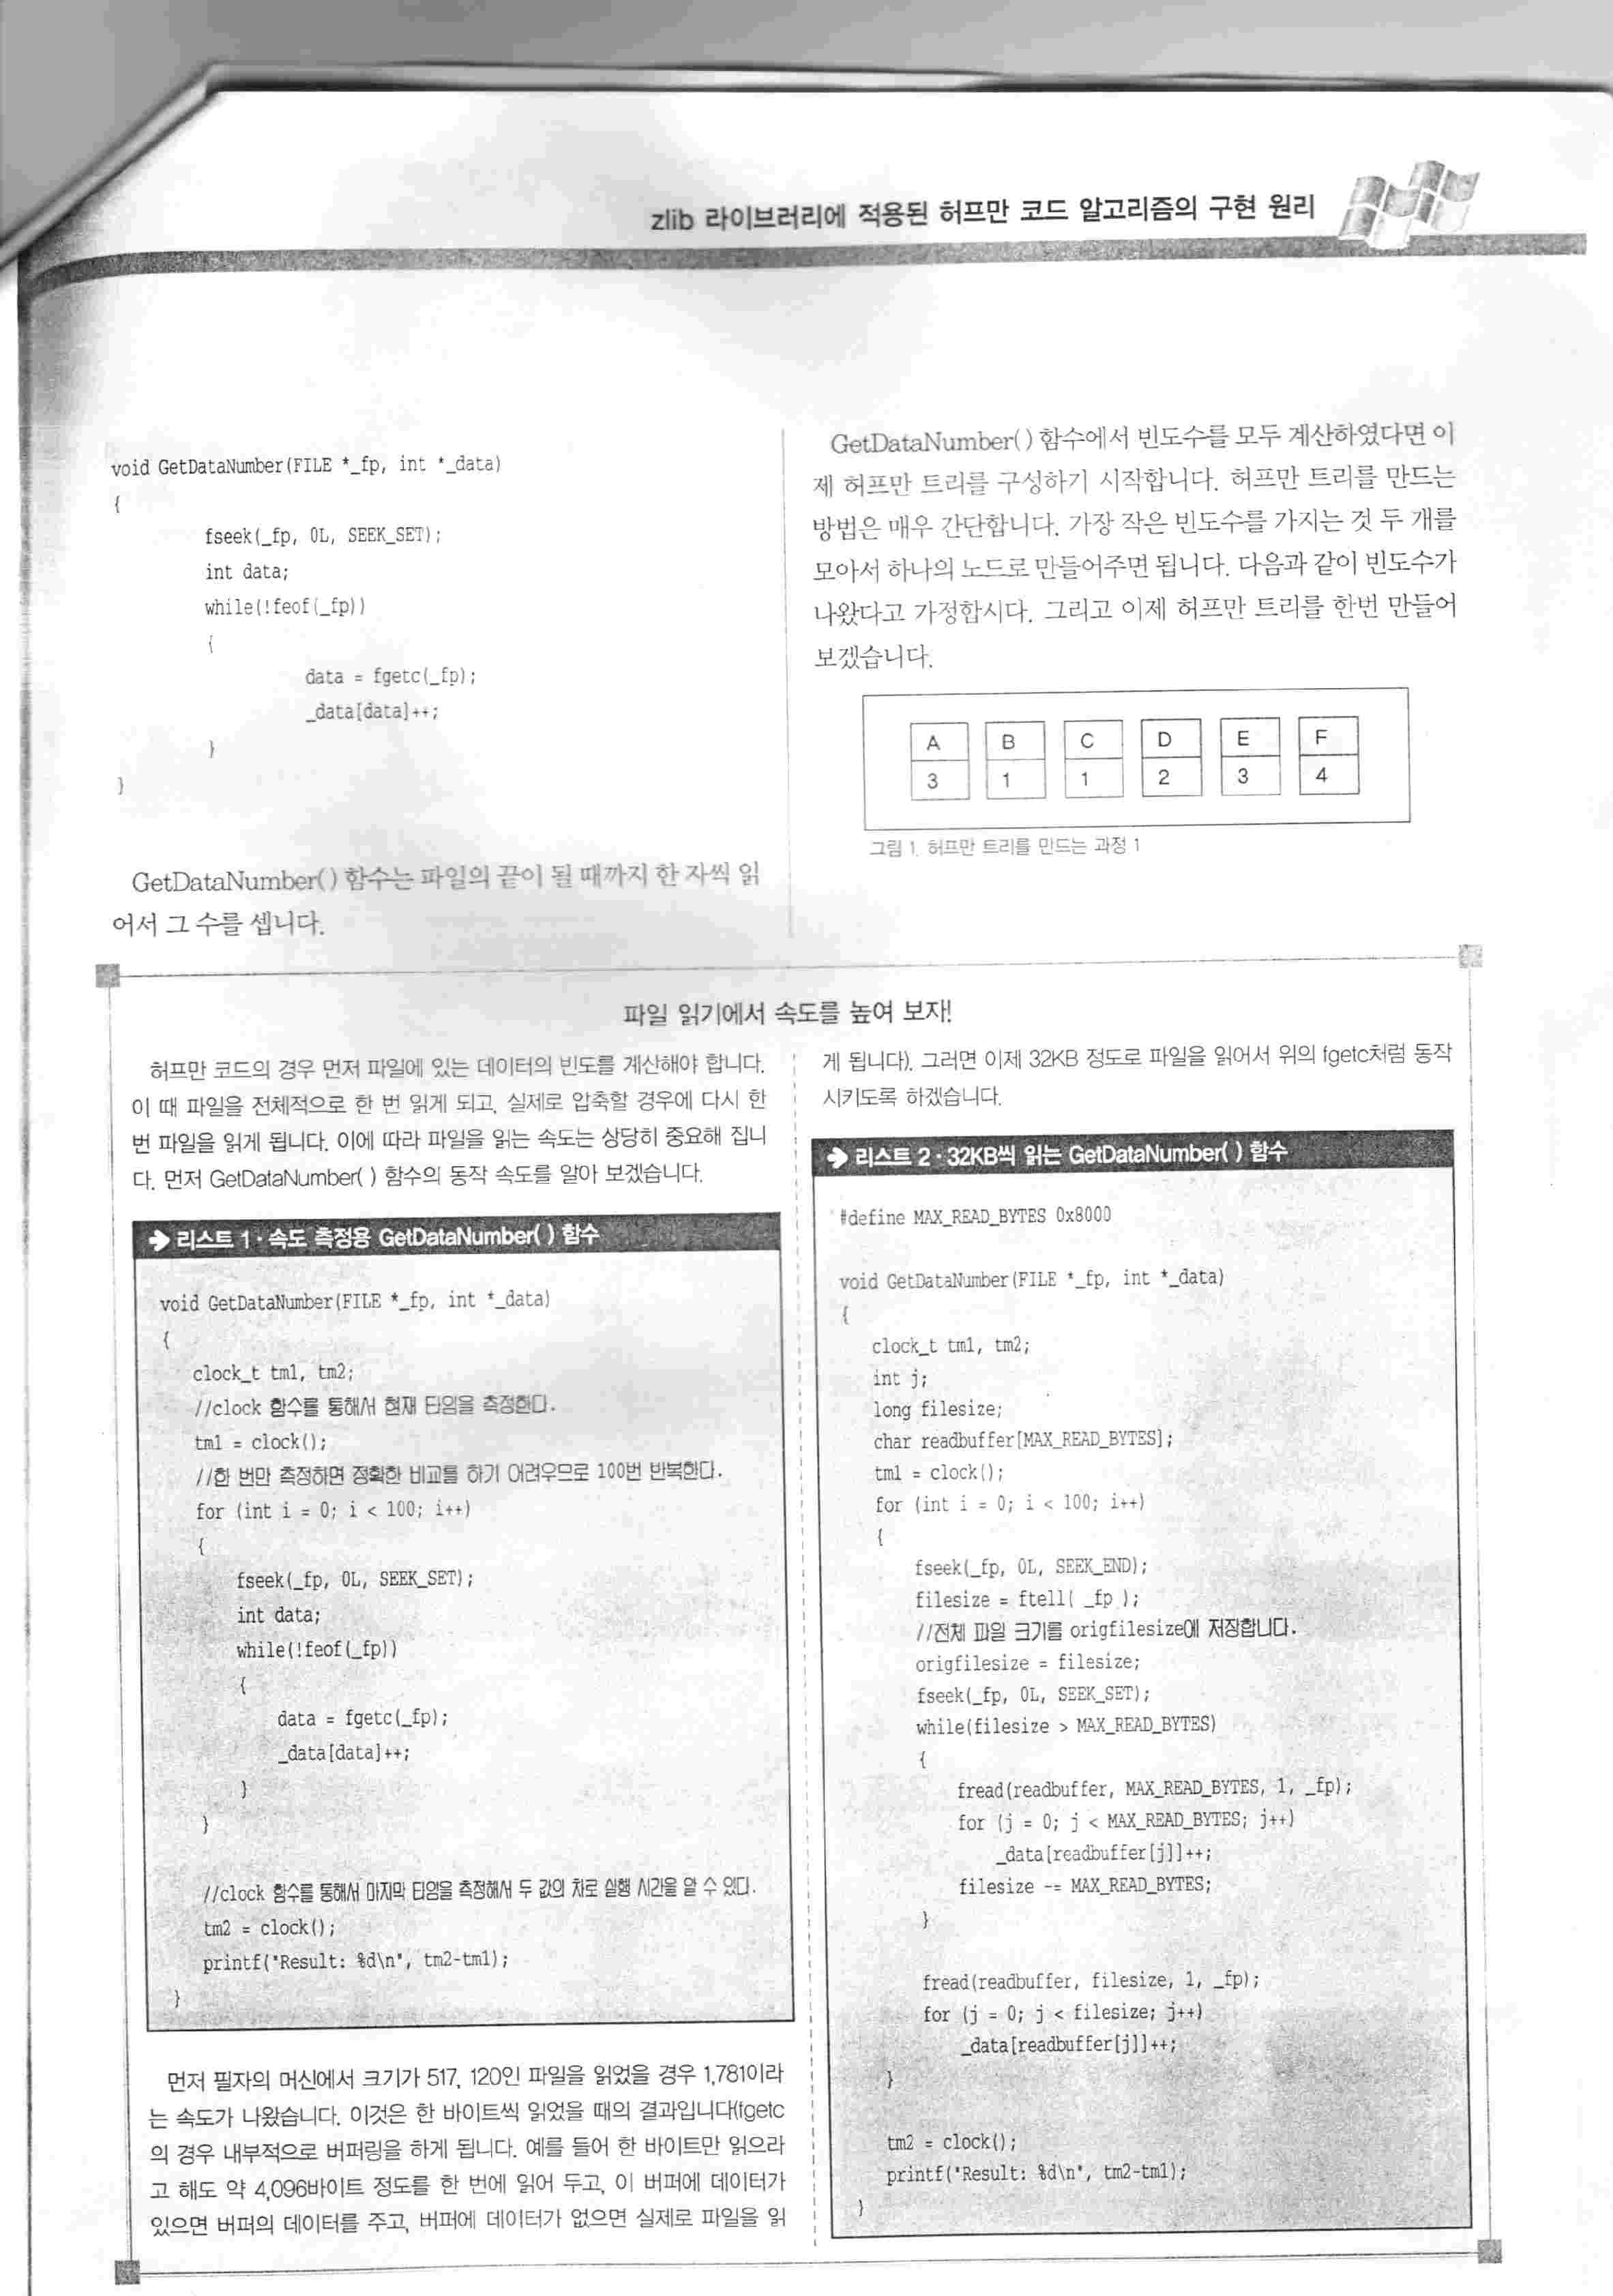 zlib 라이브러리에 적용된 허프만 코드 알고리즘의 구현 원리
void GetDataNumber(FILE *_fp, int *_data)
{
fseek(_fp, 0L, SEEK_SET);
int data;
while(!feof(_fp))
{
data = fgetc(_fp);
_data[data]++;
}
}
GetDataNumber( ) 함수는 파일의 끝이 될 때까지 한 자씩 읽
어서 그 수를 셉니다.
GetDataNumber( ) 함수에서 빈도수를 모두 계산하였다면 이
제 허프만 트리를 구성하기 시작합니다. 허프만 트리를 만드는
방법은 매우 간단합니다. 가장 작은 빈도수를 가지는 것 두 개를
모아서 하나의 노드로 만들어주면 됩니다. 다음과 같이 빈도수가
나왔다고 가정합시다. 그리고 이제 허프만 트리를 한번 만들어
보겠습니다.
A B C D E F
3 1 1 2 3 4
그림 1. 허프만 트리를 만드는 과정 1
파일 읽기에서 속도를 높여 보자!
허프만 코드의 경우 먼저 파일에 있는 데이터의 빈도를 계산해야 합니다.
이 때 파일을 전체적으로 한 번 읽게 되고, 실제로 압축할 경우에 다시 한
번 파일을 읽게 됩니다. 이에 따라 파일을 읽는 속도는 상당히 중요해 집니
다. 먼저 GetDataNumber( ) 함수의 동작 속도를 알아 보겠습니다.
➔ 리스트 1 · 속도 측정용 GetDataNumber( ) 함수
void GetDataNumber(FILE *_fp, int *_data)
{
clock_t tm1, tm2;
//clock 함수를 통해서 현재 타임을 측정한다.
tm1 = clock();
//한 번만 측정하면 정확한 비교를 하기 어려우므로 100번 반복한다.
for (int i = 0; i < 100; i++)
{
fseek(_fp, 0L, SEEK_SET);
int data;
while(!feof(_fp))
{
data = fgetc(_fp);
_data[data]++;
}
}
//clock 함수를 통해서 마지막 타임을 측정해서 두 값의 차로 실행 시간을 알 수 있다.
tm2 = clock();
printf("Result: %d\n", tm2-tm1);
}
먼저 필자의 머신에서 크기가 517, 120인 파일을 읽었을 경우 1,781이라
는 속도가 나왔습니다. 이것은 한 바이트씩 읽었을 때의 결과입니다(fgetc
의 경우 내부적으로 버퍼링을 하게 됩니다. 예를 들어 한 바이트만 읽으라
고 해도 약 4,096바이트 정도를 한 번에 읽어 두고, 이 버퍼에 데이터가
있으면 버퍼의 데이터를 주고, 버퍼에 데이터가 없으면 실제로 파일을 읽
게 됩니다). 그러면 이제 32KB 정도로 파일을 읽어서 위의 fgetc처럼 동작
시키도록 하겠습니다.
➔ 리스트 2 · 32KB씩 읽는 GetDataNumber( ) 함수
#define MAX_READ_BYTES 0x8000
void GetDataNumber(FILE *_fp, int *_data)
{
clock_t tm1, tm2;
int j;
long filesize;
char readbuffer[MAX_READ_BYTES];
tm1 = clock();
for (int i = 0; i < 100; i++)
{
fseek(_fp, 0L, SEEK_END);
filesize = ftell( _fp );
//전체 파일 크기를 origfilesize에 저장합니다.
origfilesize = filesize;
fseek(_fp, 0L, SEEK_SET);
while(filesize > MAX_READ_BYTES)
{
fread(readbuffer, MAX_READ_BYTES, 1, _fp);
for (j = 0; j < MAX_READ_BYTES; j++)
_data[readbuffer[j]]++;
filesize -= MAX_READ_BYTES;
}
fread(readbuffer, filesize, 1, _fp);
for (j = 0; j < filesize; j++)
_data[readbuffer[j]]++;
}
tm2 = clock();
printf("Result: %d\n", tm2-tm1);
}